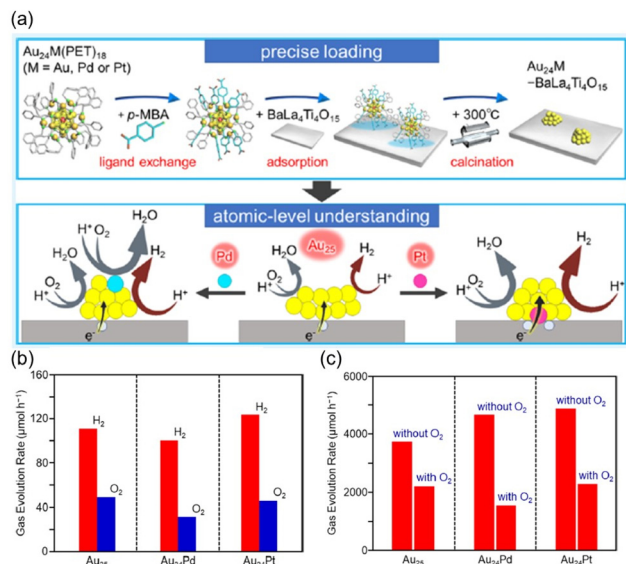 (a)
precise loading
Au24M(PET)18
(M = Au, Pd or Pt)
+ p-MBA
ligand exchange
+ BaLa4Ti4O15
adsorption
+ 300℃
calcination
Au24M
–BaLa4Ti4O15
atomic-level understanding
H2O
H+ O2
H2O
H2
H+
O2
H+
e-
Pd
Au25
H2O
H2
O2
H+
H+
e-
Pt
H2O
H2
O2
H+
H+
e-
(b)
Gas Evolution Rate (μmol h−1)
160
120
80
40
0
H2
O2
H2
O2
H2
O2
Au25
Au24Pd
Au24Pt
(c)
Gas Evolution Rate (μmol h−1)
6000
4000
2000
0
without O2
with O2
without O2
with O2
without O2
with O2
Au25
Au24Pd
Au24Pt